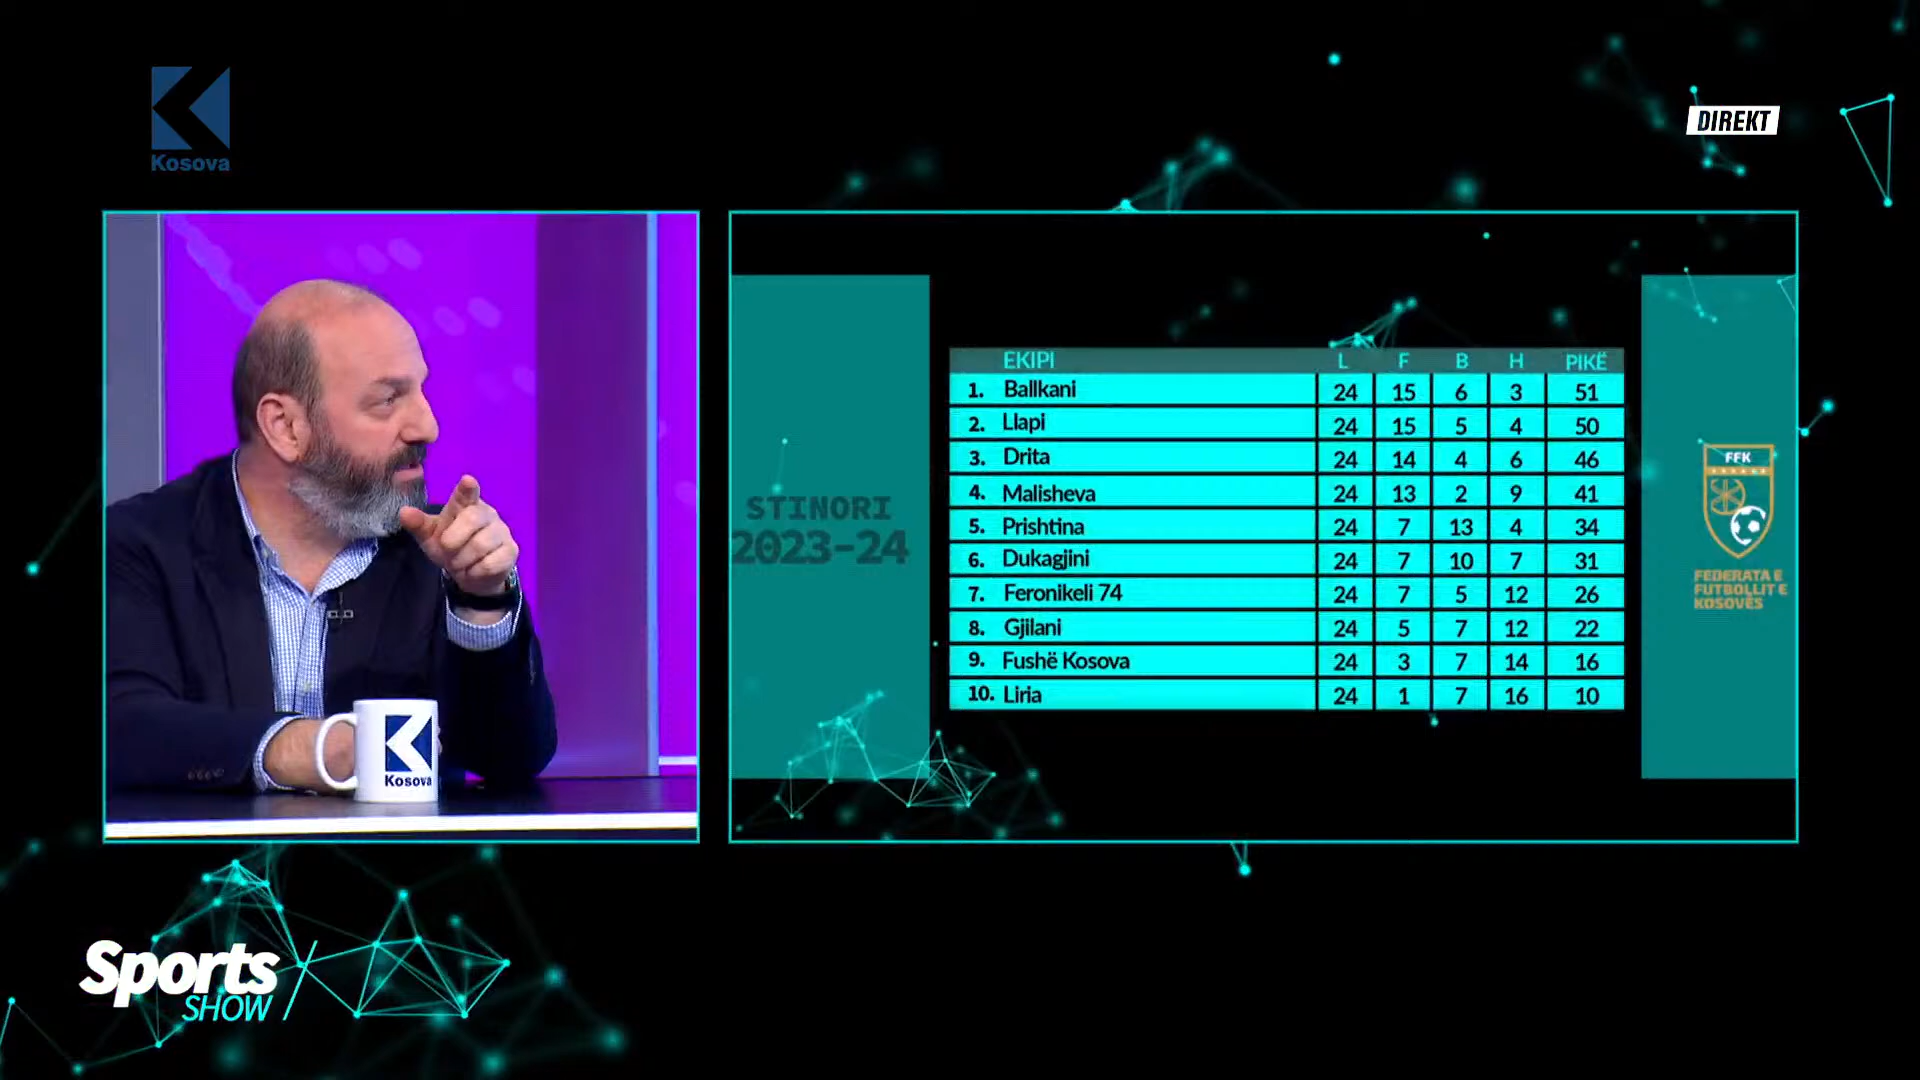 Kosova
DIREKT
EKIPI L F B H PIKË
1. Ballkani 24 15 6 3 51
2. Llapi 24 15 5 4 50
3. Drita 24 14 4 6 46
4. Malisheva 24 13 2 9 41
5. Prishtina 24 7 13 4 34
6. Dukagjini 24 7 10 7 31
7. Feronikeli 74 24 7 5 12 26
8. Gjilani 24 5 7 12 22
9. Fushë Kosova 24 3 7 14 16
10. Liria 24 1 7 16 10
STINORI
2023-24
FFK
FEDERATA E
FUTBOLLIT E
KOSOVËS
Kosova
Sports
SHOW